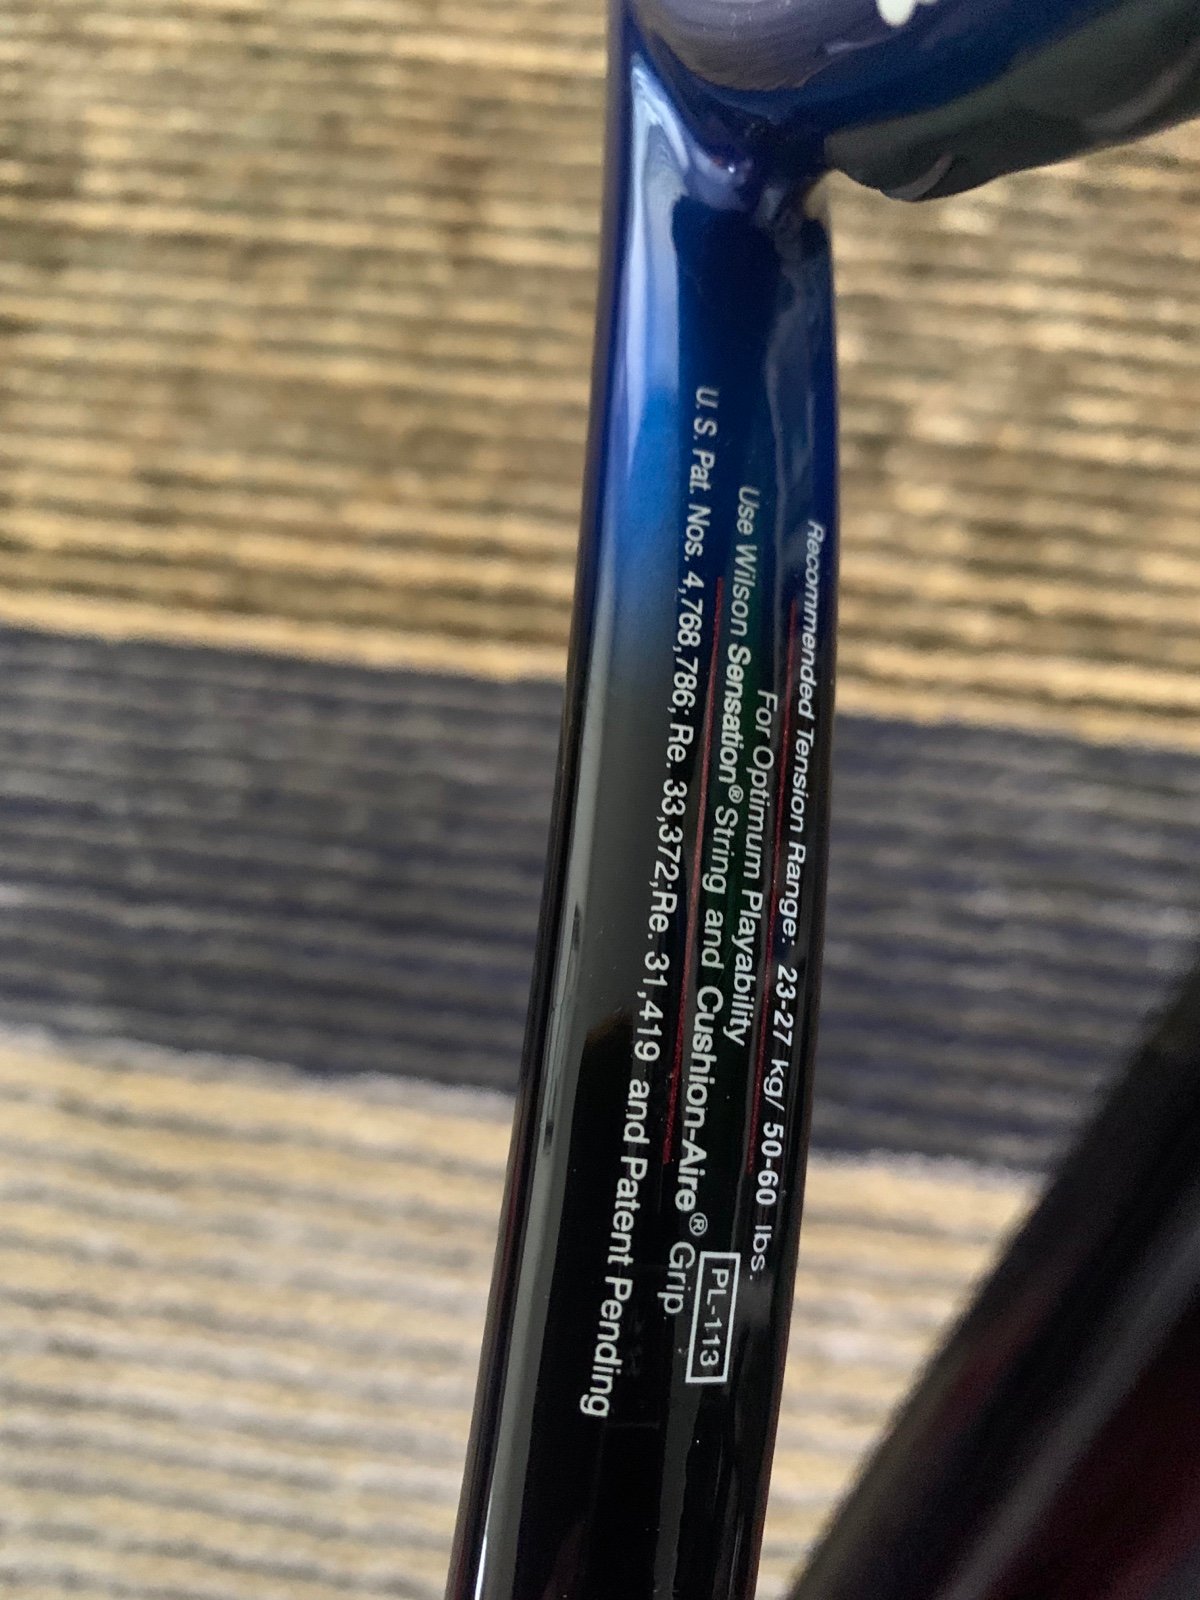 Recommended Tension Range: 23-27 kg/ 50-60 lbs.
For Optimum Playability
Use Wilson Sensation® String and Cushion-Aire® Grip
PL-113
U. S. Pat. Nos. 4,768,786; Re. 33,372;Re. 31,419 and Patent Pending